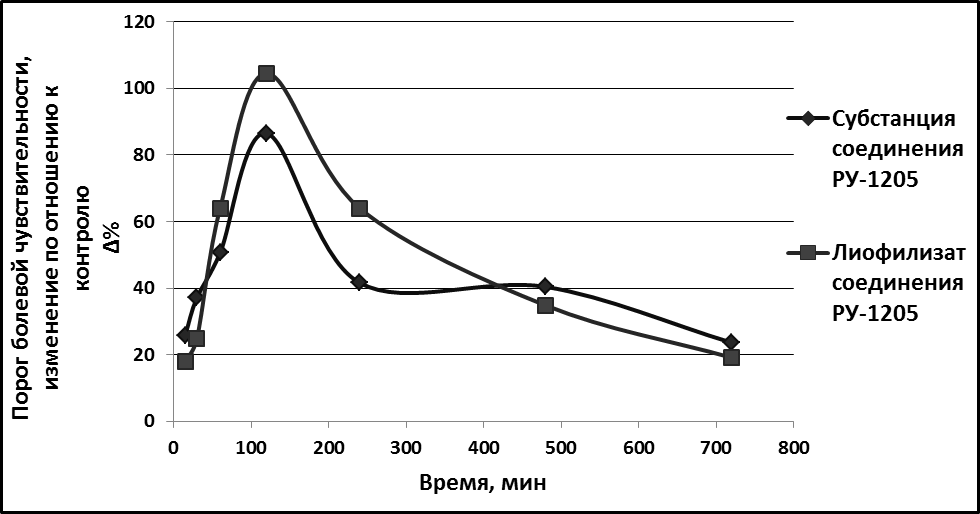 Порог болевой чувствительности,
изменение по отношению к
контролю
Δ%
120
100
80
60
40
20
0
0 100 200 300 400 500 600 700 800
Время, мин
Субстанция
соединения
РУ-1205
Лиофилизат
соединения
РУ-1205